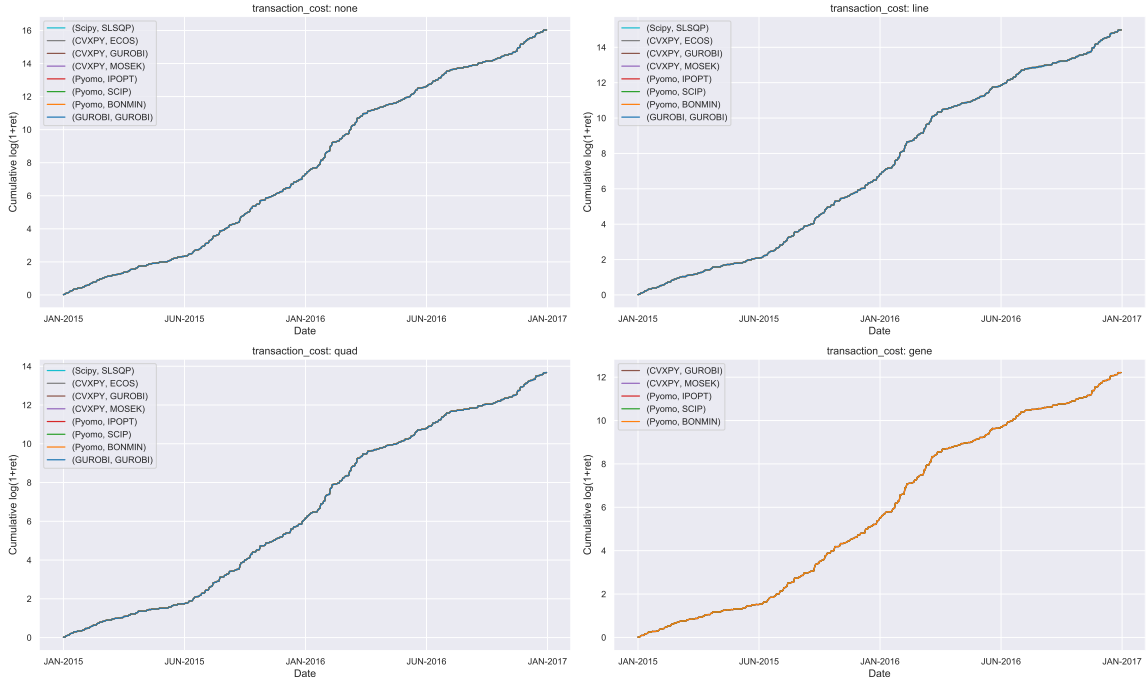 transaction_cost: none
(Scipy, SLSQP)
(CVXPY, ECOS)
(CVXPY, GUROBI)
(CVXPY, MOSEK)
(Pyomo, IPOPT)
(Pyomo, SCIP)
(Pyomo, BONMIN)
(GUROBI, GUROBI)
Cumulative log(1+ret)
16
14
12
10
8
6
4
2
0
JAN-2015 JUN-2015 JAN-2016 JUN-2016 JAN-2017
Date
transaction_cost: line
(Scipy, SLSQP)
(CVXPY, ECOS)
(CVXPY, GUROBI)
(CVXPY, MOSEK)
(Pyomo, IPOPT)
(Pyomo, SCIP)
(Pyomo, BONMIN)
(GUROBI, GUROBI)
Cumulative log(1+ret)
14
12
10
8
6
4
2
0
JAN-2015 JUN-2015 JAN-2016 JUN-2016 JAN-2017
Date
transaction_cost: quad
(Scipy, SLSQP)
(CVXPY, ECOS)
(CVXPY, GUROBI)
(CVXPY, MOSEK)
(Pyomo, IPOPT)
(Pyomo, SCIP)
(Pyomo, BONMIN)
(GUROBI, GUROBI)
Cumulative log(1+ret)
14
12
10
8
6
4
2
0
JAN-2015 JUN-2015 JAN-2016 JUN-2016 JAN-2017
Date
transaction_cost: gene
(CVXPY, GUROBI)
(CVXPY, MOSEK)
(Pyomo, IPOPT)
(Pyomo, SCIP)
(Pyomo, BONMIN)
Cumulative log(1+ret)
12
10
8
6
4
2
0
JAN-2015 JUN-2015 JAN-2016 JUN-2016 JAN-2017
Date